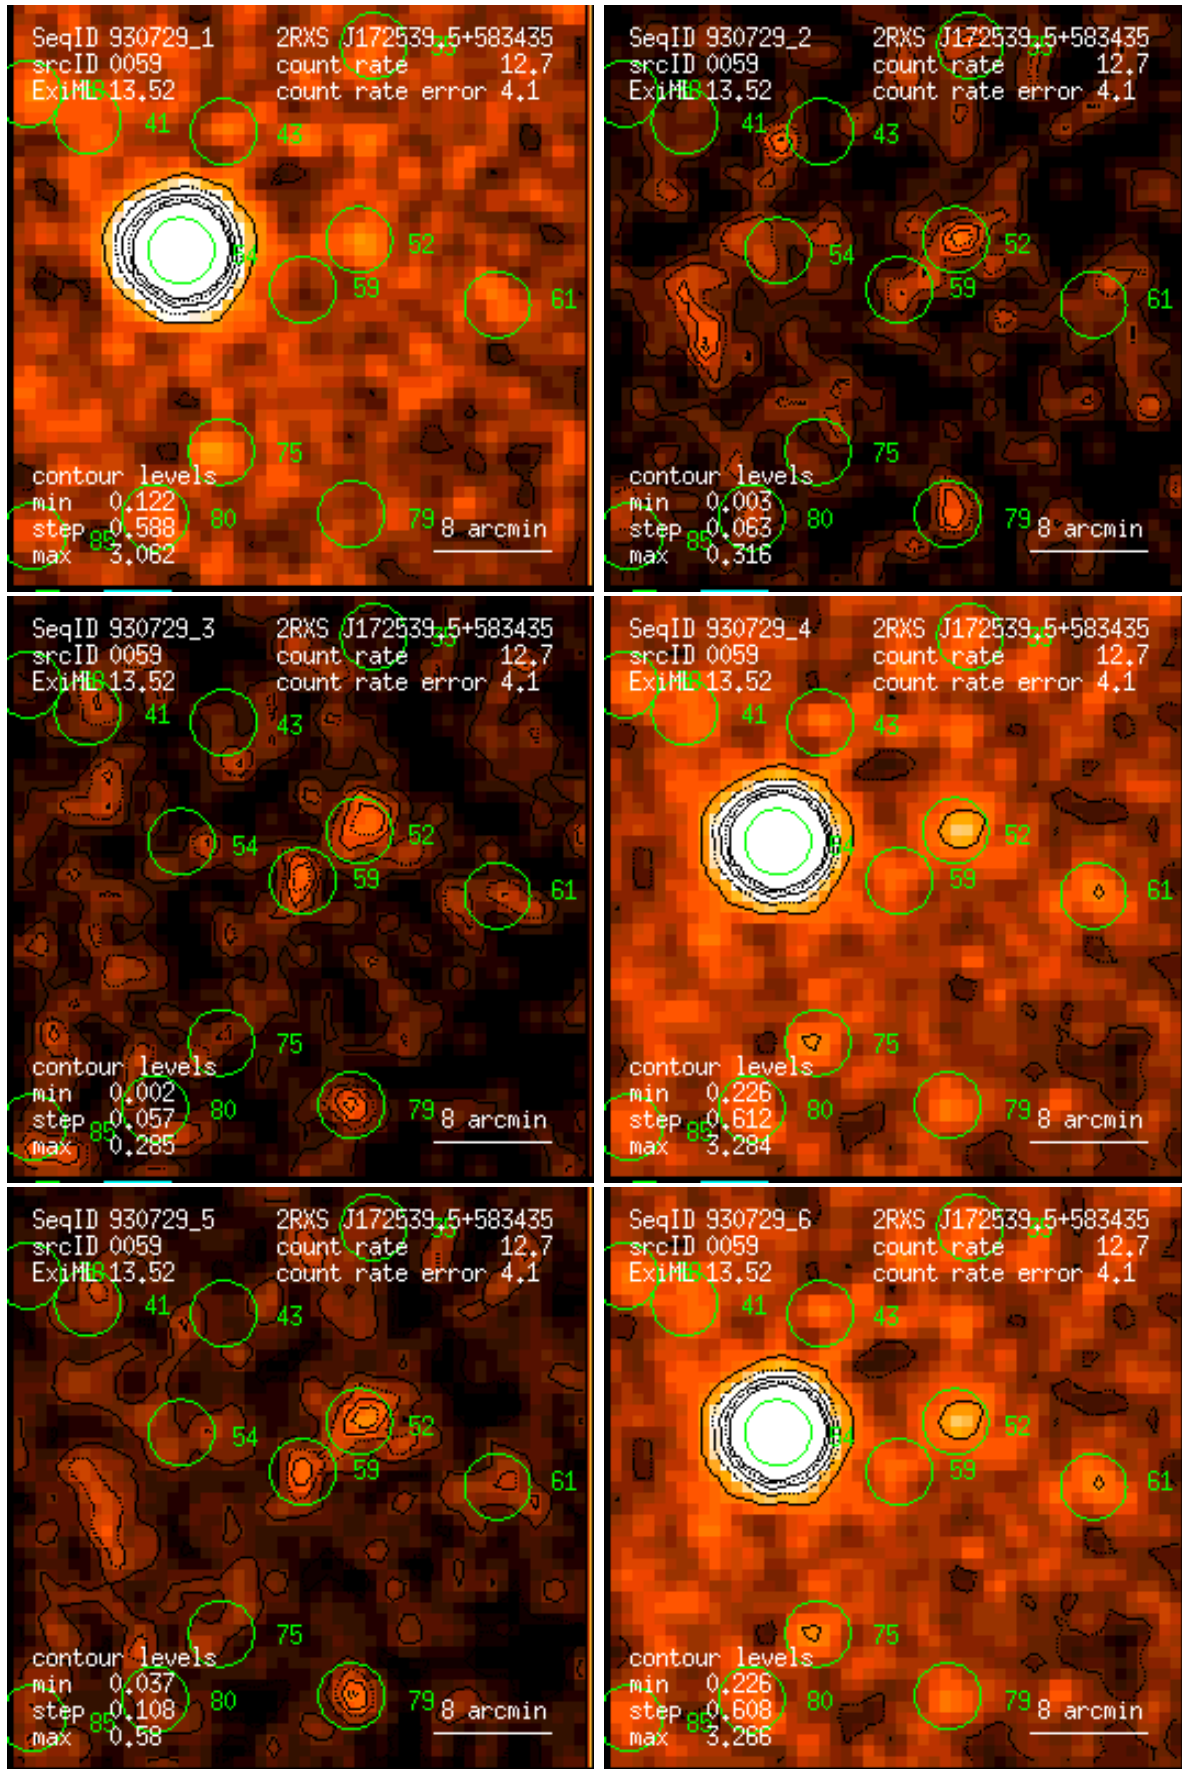 SeqID 930729_1 2RXS J172539.5+583435
srcID 0059 count rate 12.7
ExiML 13.52 count rate error 4.1
41
43
54
52
59
61
75
contour levels
min 0.122
step 0.588
max 3.062
80
79
85
8 arcmin
SeqID 930729_2 2RXS J172539.5+583435
srcID 0059 count rate 12.7
ExiML 13.52 count rate error 4.1
41
43
54
52
59
61
75
contour levels
min 0.003
step 0.063
max 0.316
80
79
85
8 arcmin
SeqID 930729_3 2RXS J172539.5+583435
srcID 0059 count rate 12.7
ExiML 13.52 count rate error 4.1
41
43
54
52
59
61
75
contour levels
min 0.002
step 0.057
max 0.285
80
79
85
8 arcmin
SeqID 930729_4 2RXS J172539.5+583435
srcID 0059 count rate 12.7
ExiML 13.52 count rate error 4.1
41
43
54
52
59
61
75
contour levels
min 0.226
step 0.612
max 3.284
80
79
85
8 arcmin
SeqID 930729_5 2RXS J172539.5+583435
srcID 0059 count rate 12.7
ExiML 13.52 count rate error 4.1
41
43
54
52
59
61
75
contour levels
min 0.037
step 0.108
max 0.58
80
79
85
8 arcmin
SeqID 930729_6 2RXS J172539.5+583435
srcID 0059 count rate 12.7
ExiML 13.52 count rate error 4.1
41
43
54
52
59
61
75
contour levels
min 0.226
step 0.608
max 3.266
80
79
85
8 arcmin